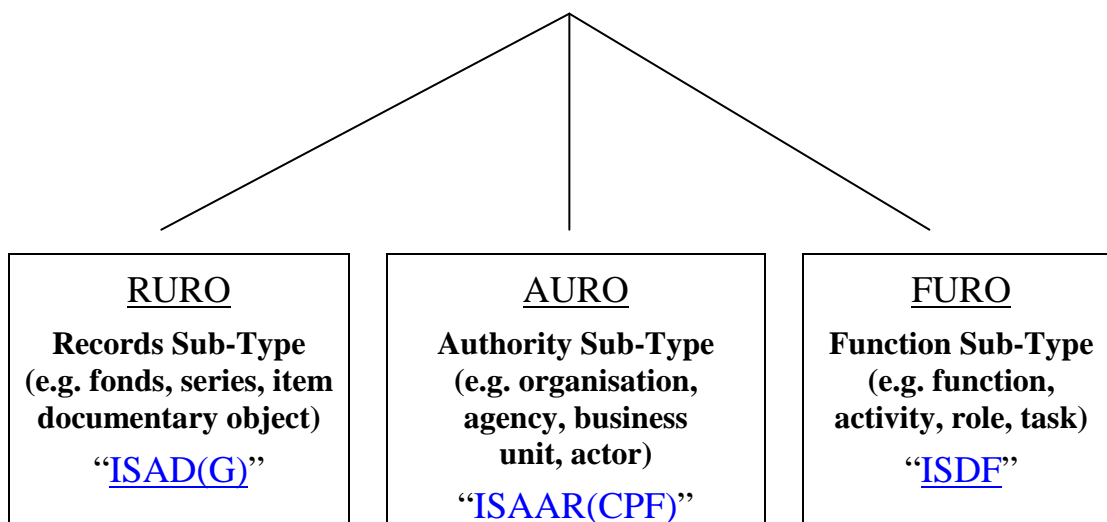 RURO
Records Sub-Type
(e.g. fonds, series, item
documentary object)
“ISAD(G)”
AURO
Authority Sub-Type
(e.g. organisation,
agency, business
unit, actor)
“ISAAR(CPF)”
FURO
Function Sub-Type
(e.g. function,
activity, role, task)
“ISDF”